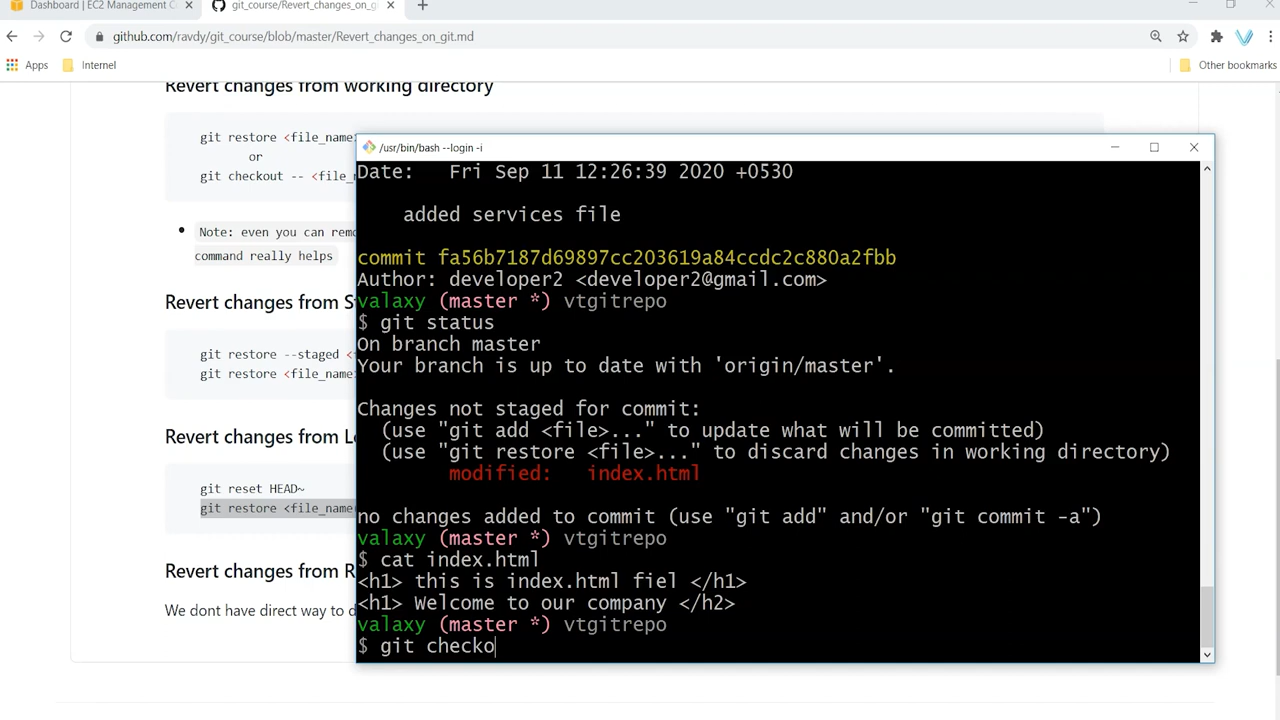 Dashboard | EC2 Management C
git_course/Revert_changes_on_g
github.com/ravdy/git_course/blob/master/Revert_changes_on_git.md
Apps
Internet
Other bookmarks
Revert changes from working directory
git restore <file_name>
or
git checkout -- <file_n
Note: even you can rem
command really helps
Revert changes from S
git restore --staged <
git restore <file_name
Revert changes from L
git reset HEAD~
git restore <file_name
Revert changes from R
We dont have direct way to d
/usr/bin/bash --login -i
Date:   Fri Sep 11 12:26:39 2020 +0530
added services file
commit fa56b7187d69897cc203619a84ccdc2c880a2fbb
Author: developer2 <developer2@gmail.com>
valaxy (master *) vtgitrepo
$ git status
On branch master
Your branch is up to date with 'origin/master'.
Changes not staged for commit:
(use "git add <file>..." to update what will be committed)
(use "git restore <file>..." to discard changes in working directory)
modified:   index.html
no changes added to commit (use "git add" and/or "git commit -a")
valaxy (master *) vtgitrepo
$ cat index.html
<h1> this is index.html fiel </h1>
<h1> Welcome to our company </h2>
valaxy (master *) vtgitrepo
$ git checko